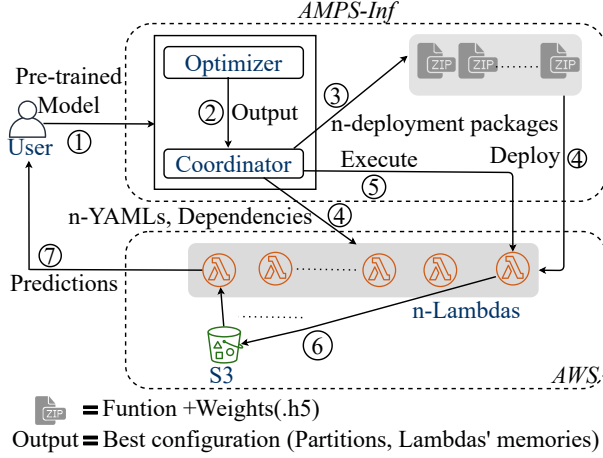 AMPS-Inf
Pre-trained
Model
①
User
Optimizer
② Output
Coordinator
③
ZIP ZIP ........ ZIP
n-deployment packages
Deploy ④
Execute
⑤
n-YAMLs, Dependencies ④
⑦
Predictions
λ λ ......... λ λ λ
n-Lambdas
...........
⑥
S3
AWS
ZIP = Funtion +Weights(.h5)
Output = Best configuration (Partitions, Lambdas' memories)